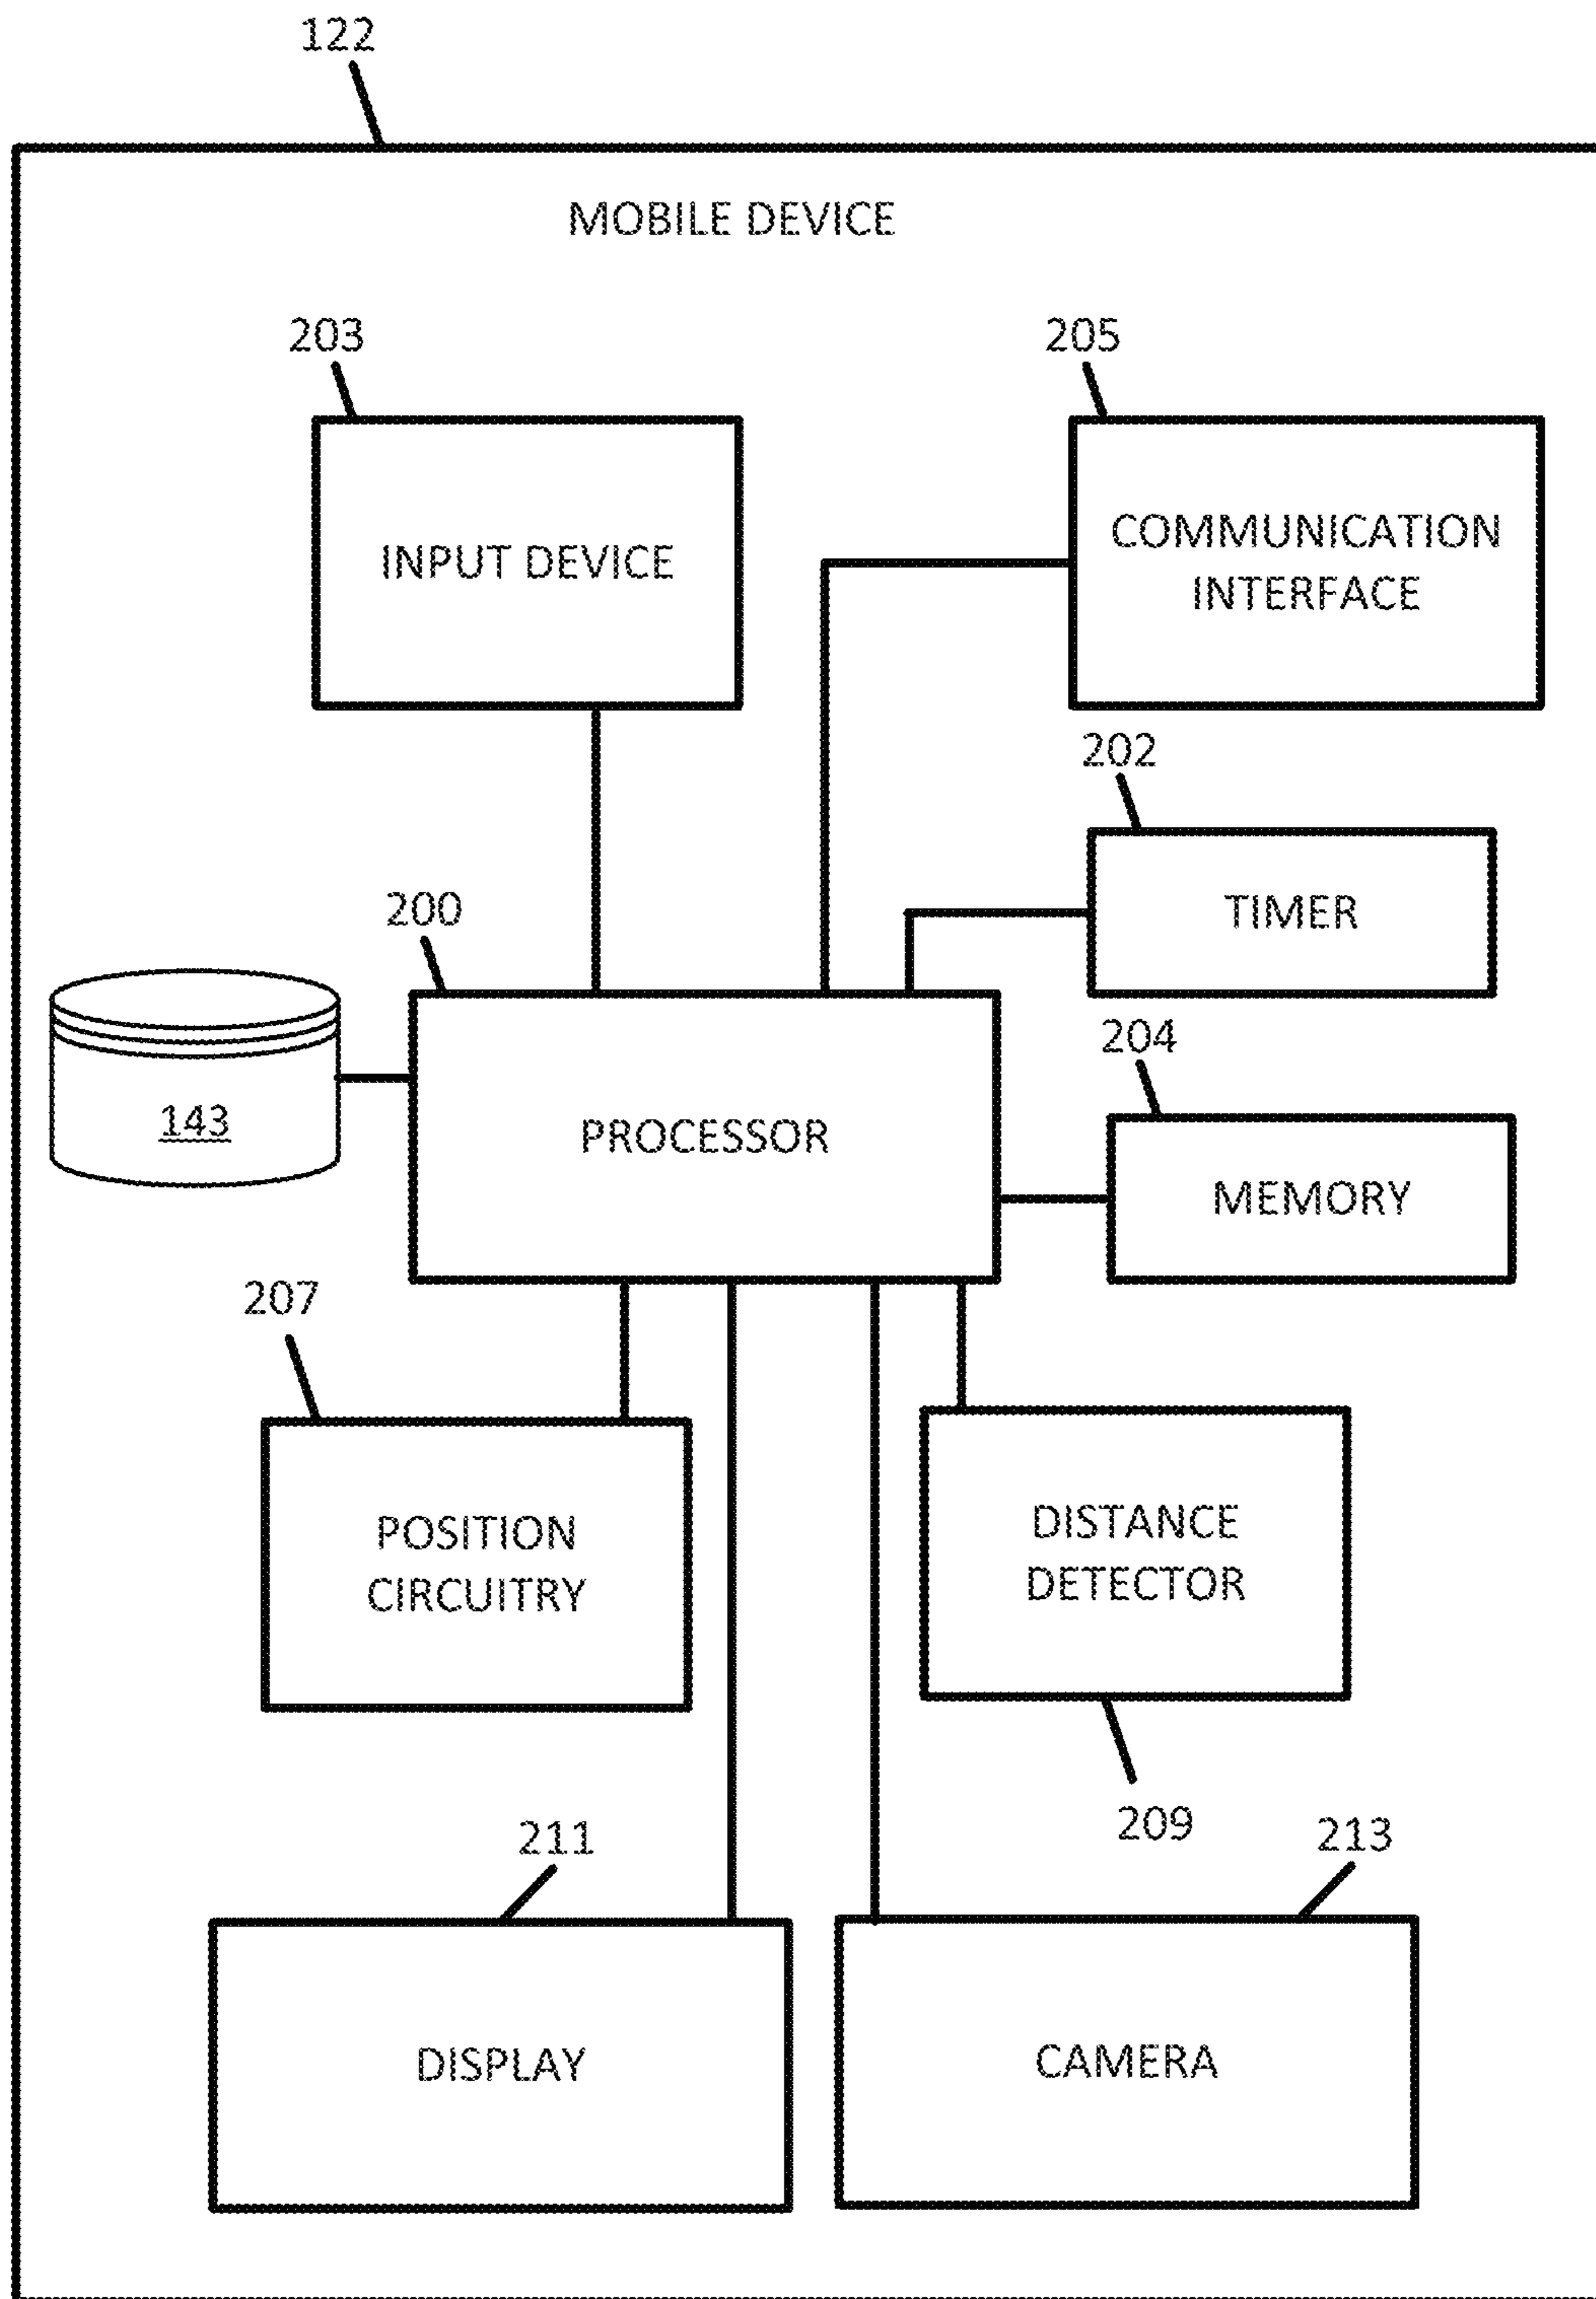 122
MOBILE DEVICE
203
205
INPUT DEVICE
COMMUNICATION
INTERFACE
202
TIMER
200
204
143
PROCESSOR
MEMORY
207
POSITION
CIRCUITRY
DISTANCE
DETECTOR
209
211
213
DISPLAY
CAMERA